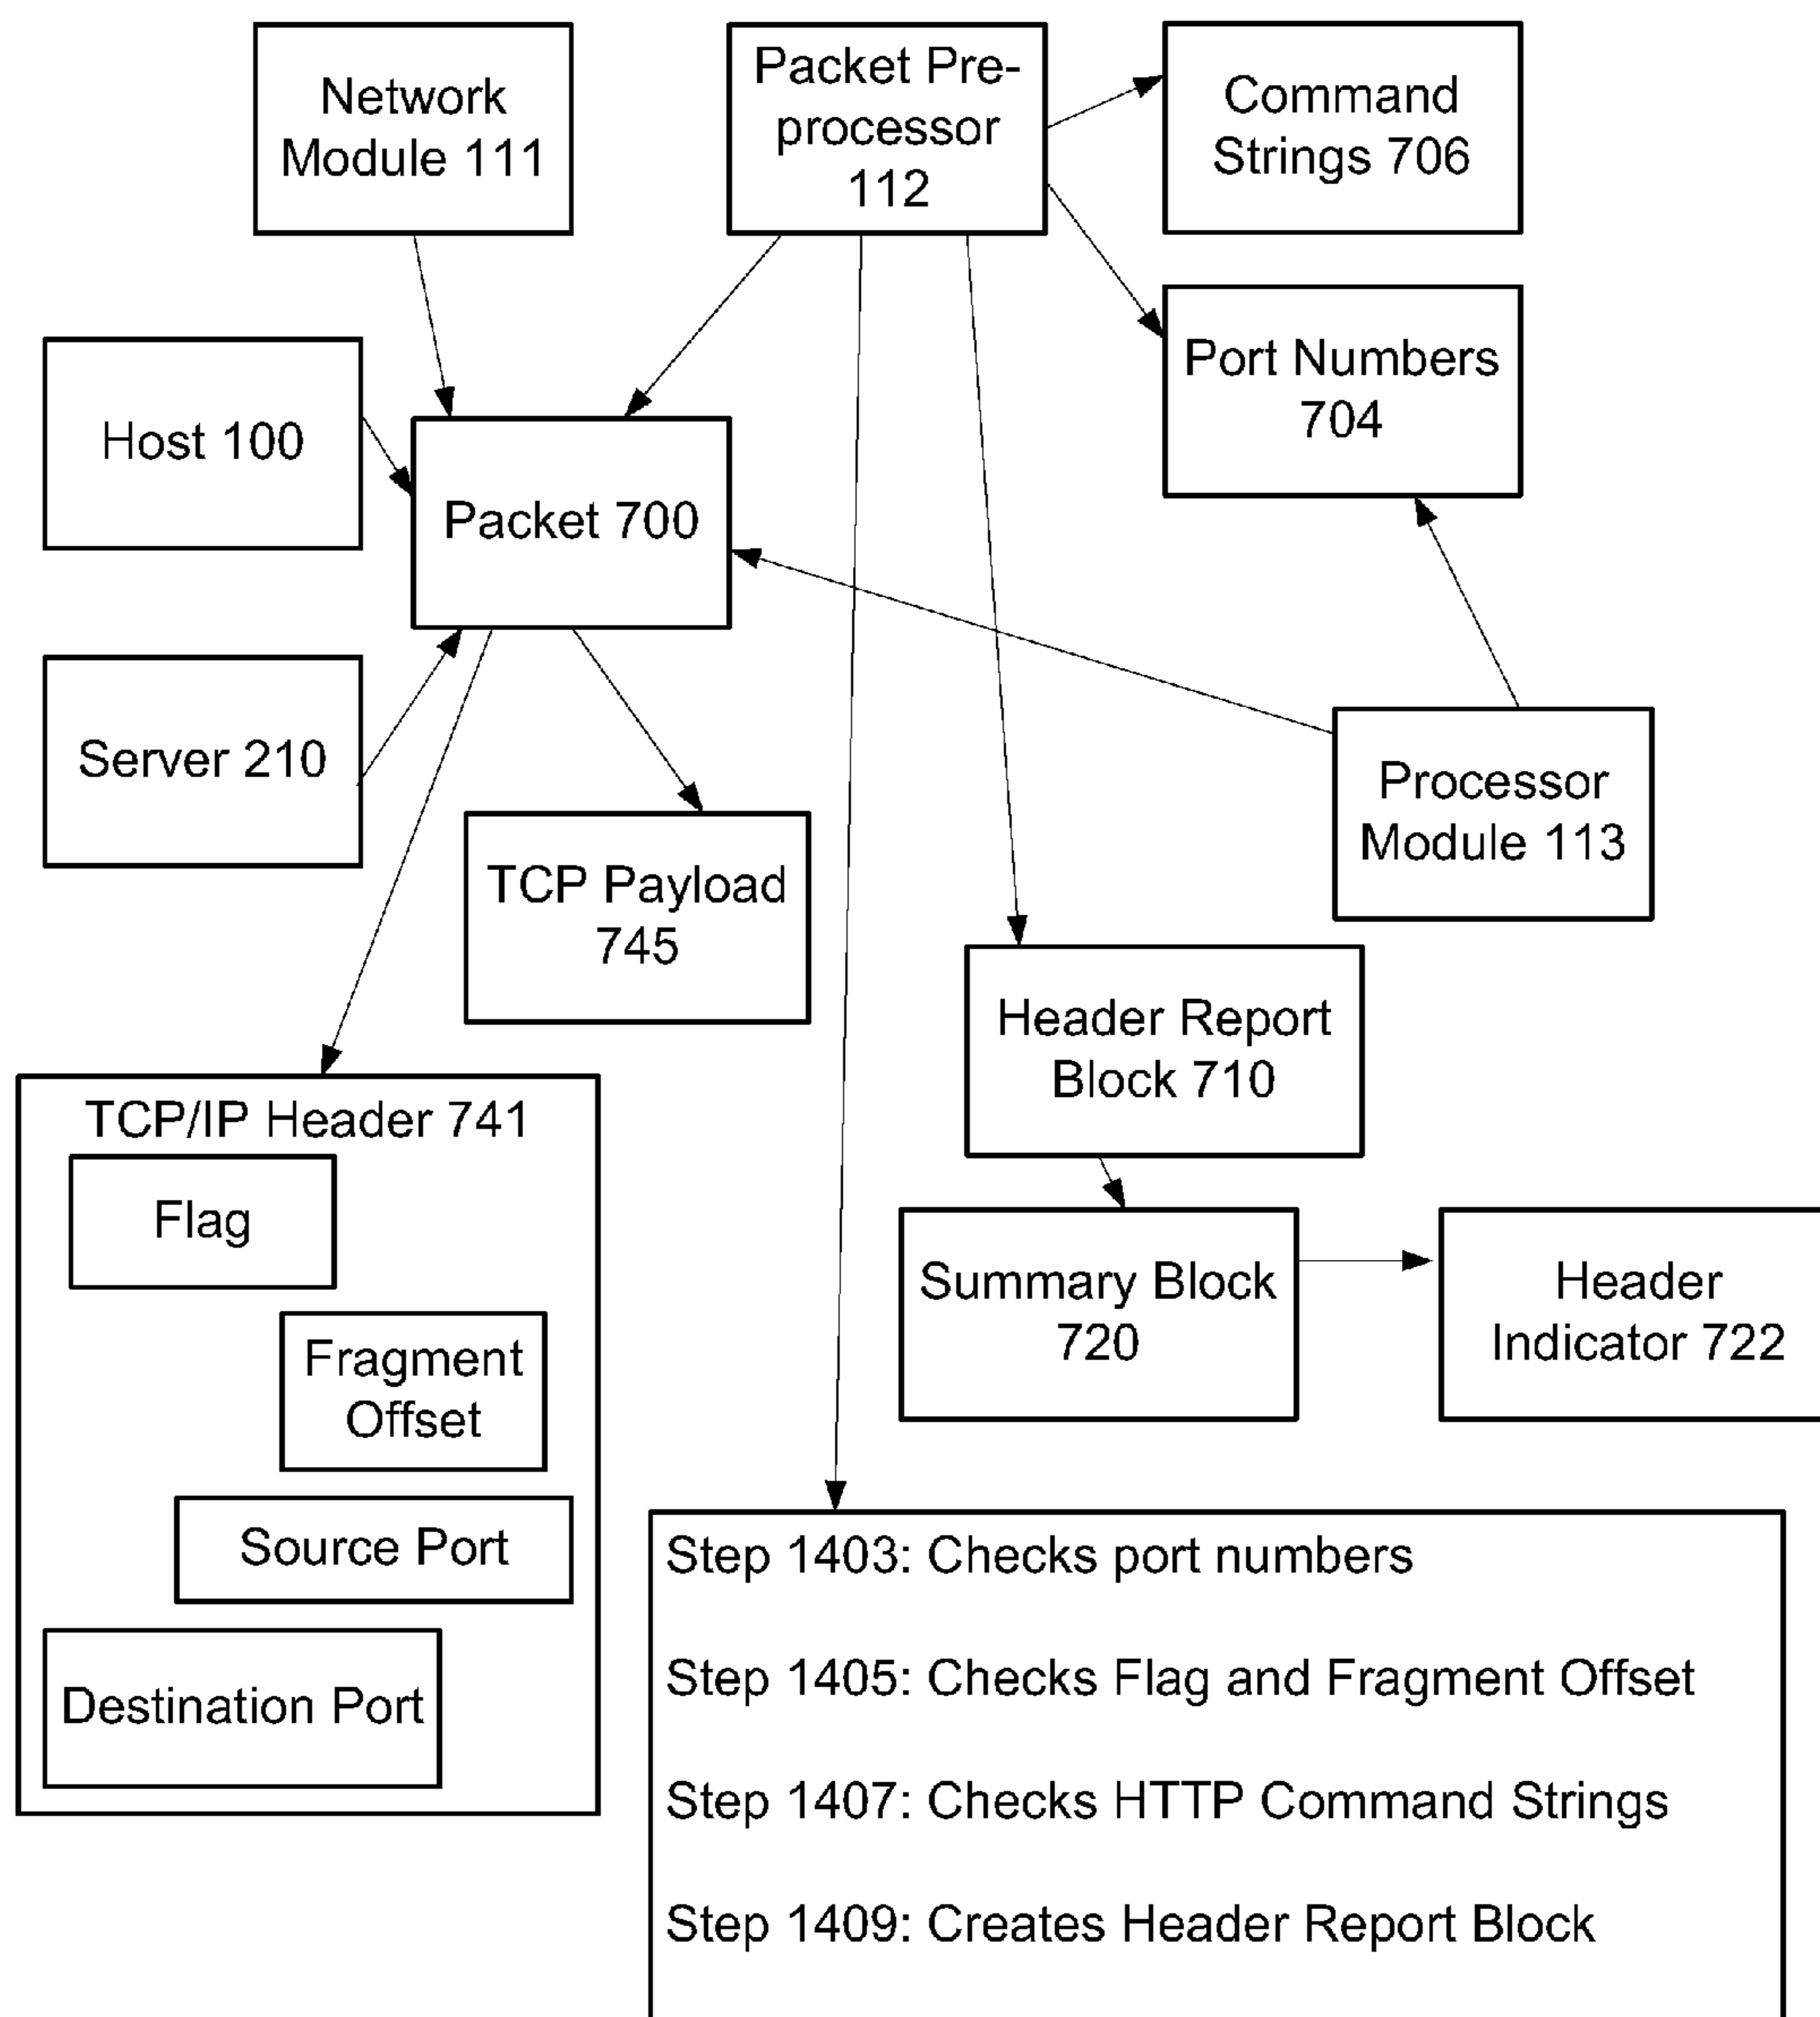 Network
Module 111
Packet Pre-
processor
112
Command
Strings 706
Port Numbers
704
Host 100
Packet 700
Server 210
Processor
Module 113
TCP Payload
745
Header Report
Block 710
TCP/IP Header 741
Flag
Fragment
Offset
Source Port
Destination Port
Summary Block
720
Header
Indicator 722
Step 1403: Checks port numbers
Step 1405: Checks Flag and Fragment Offset
Step 1407: Checks HTTP Command Strings
Step 1409: Creates Header Report Block